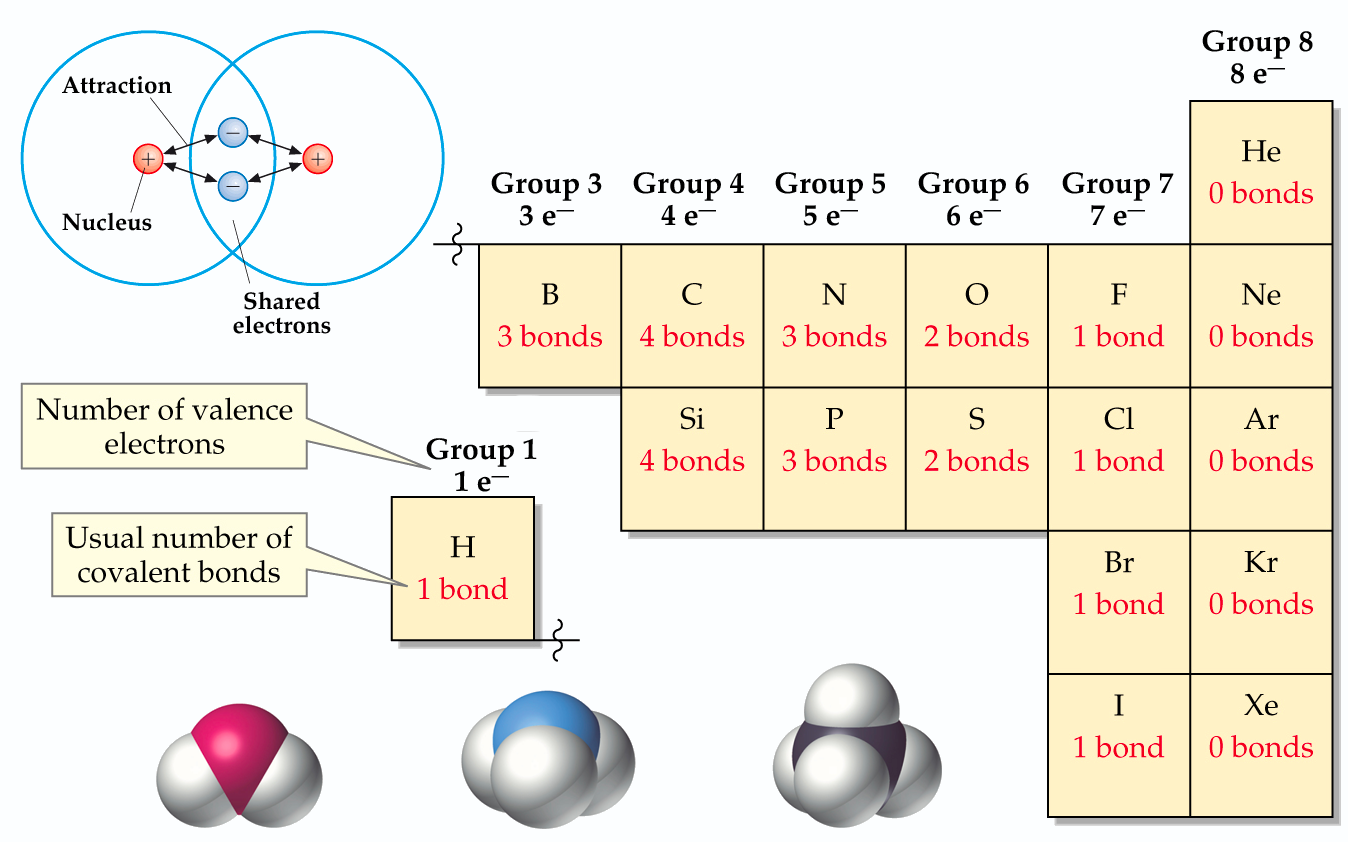 Group 8
8 e—
Attraction
+
−
−
+
Nucleus
Shared
electrons
Group 3
3 e—
Group 4
4 e—
Group 5
5 e—
Group 6
6 e—
Group 7
7 e—
He
0 bonds
B
3 bonds
C
4 bonds
N
3 bonds
O
2 bonds
F
1 bond
Ne
0 bonds
Si
4 bonds
P
3 bonds
S
2 bonds
Cl
1 bond
Ar
0 bonds
Number of valence
electrons
Group 1
1 e—
Usual number of
covalent bonds
H
1 bond
Br
1 bond
Kr
0 bonds
I
1 bond
Xe
0 bonds